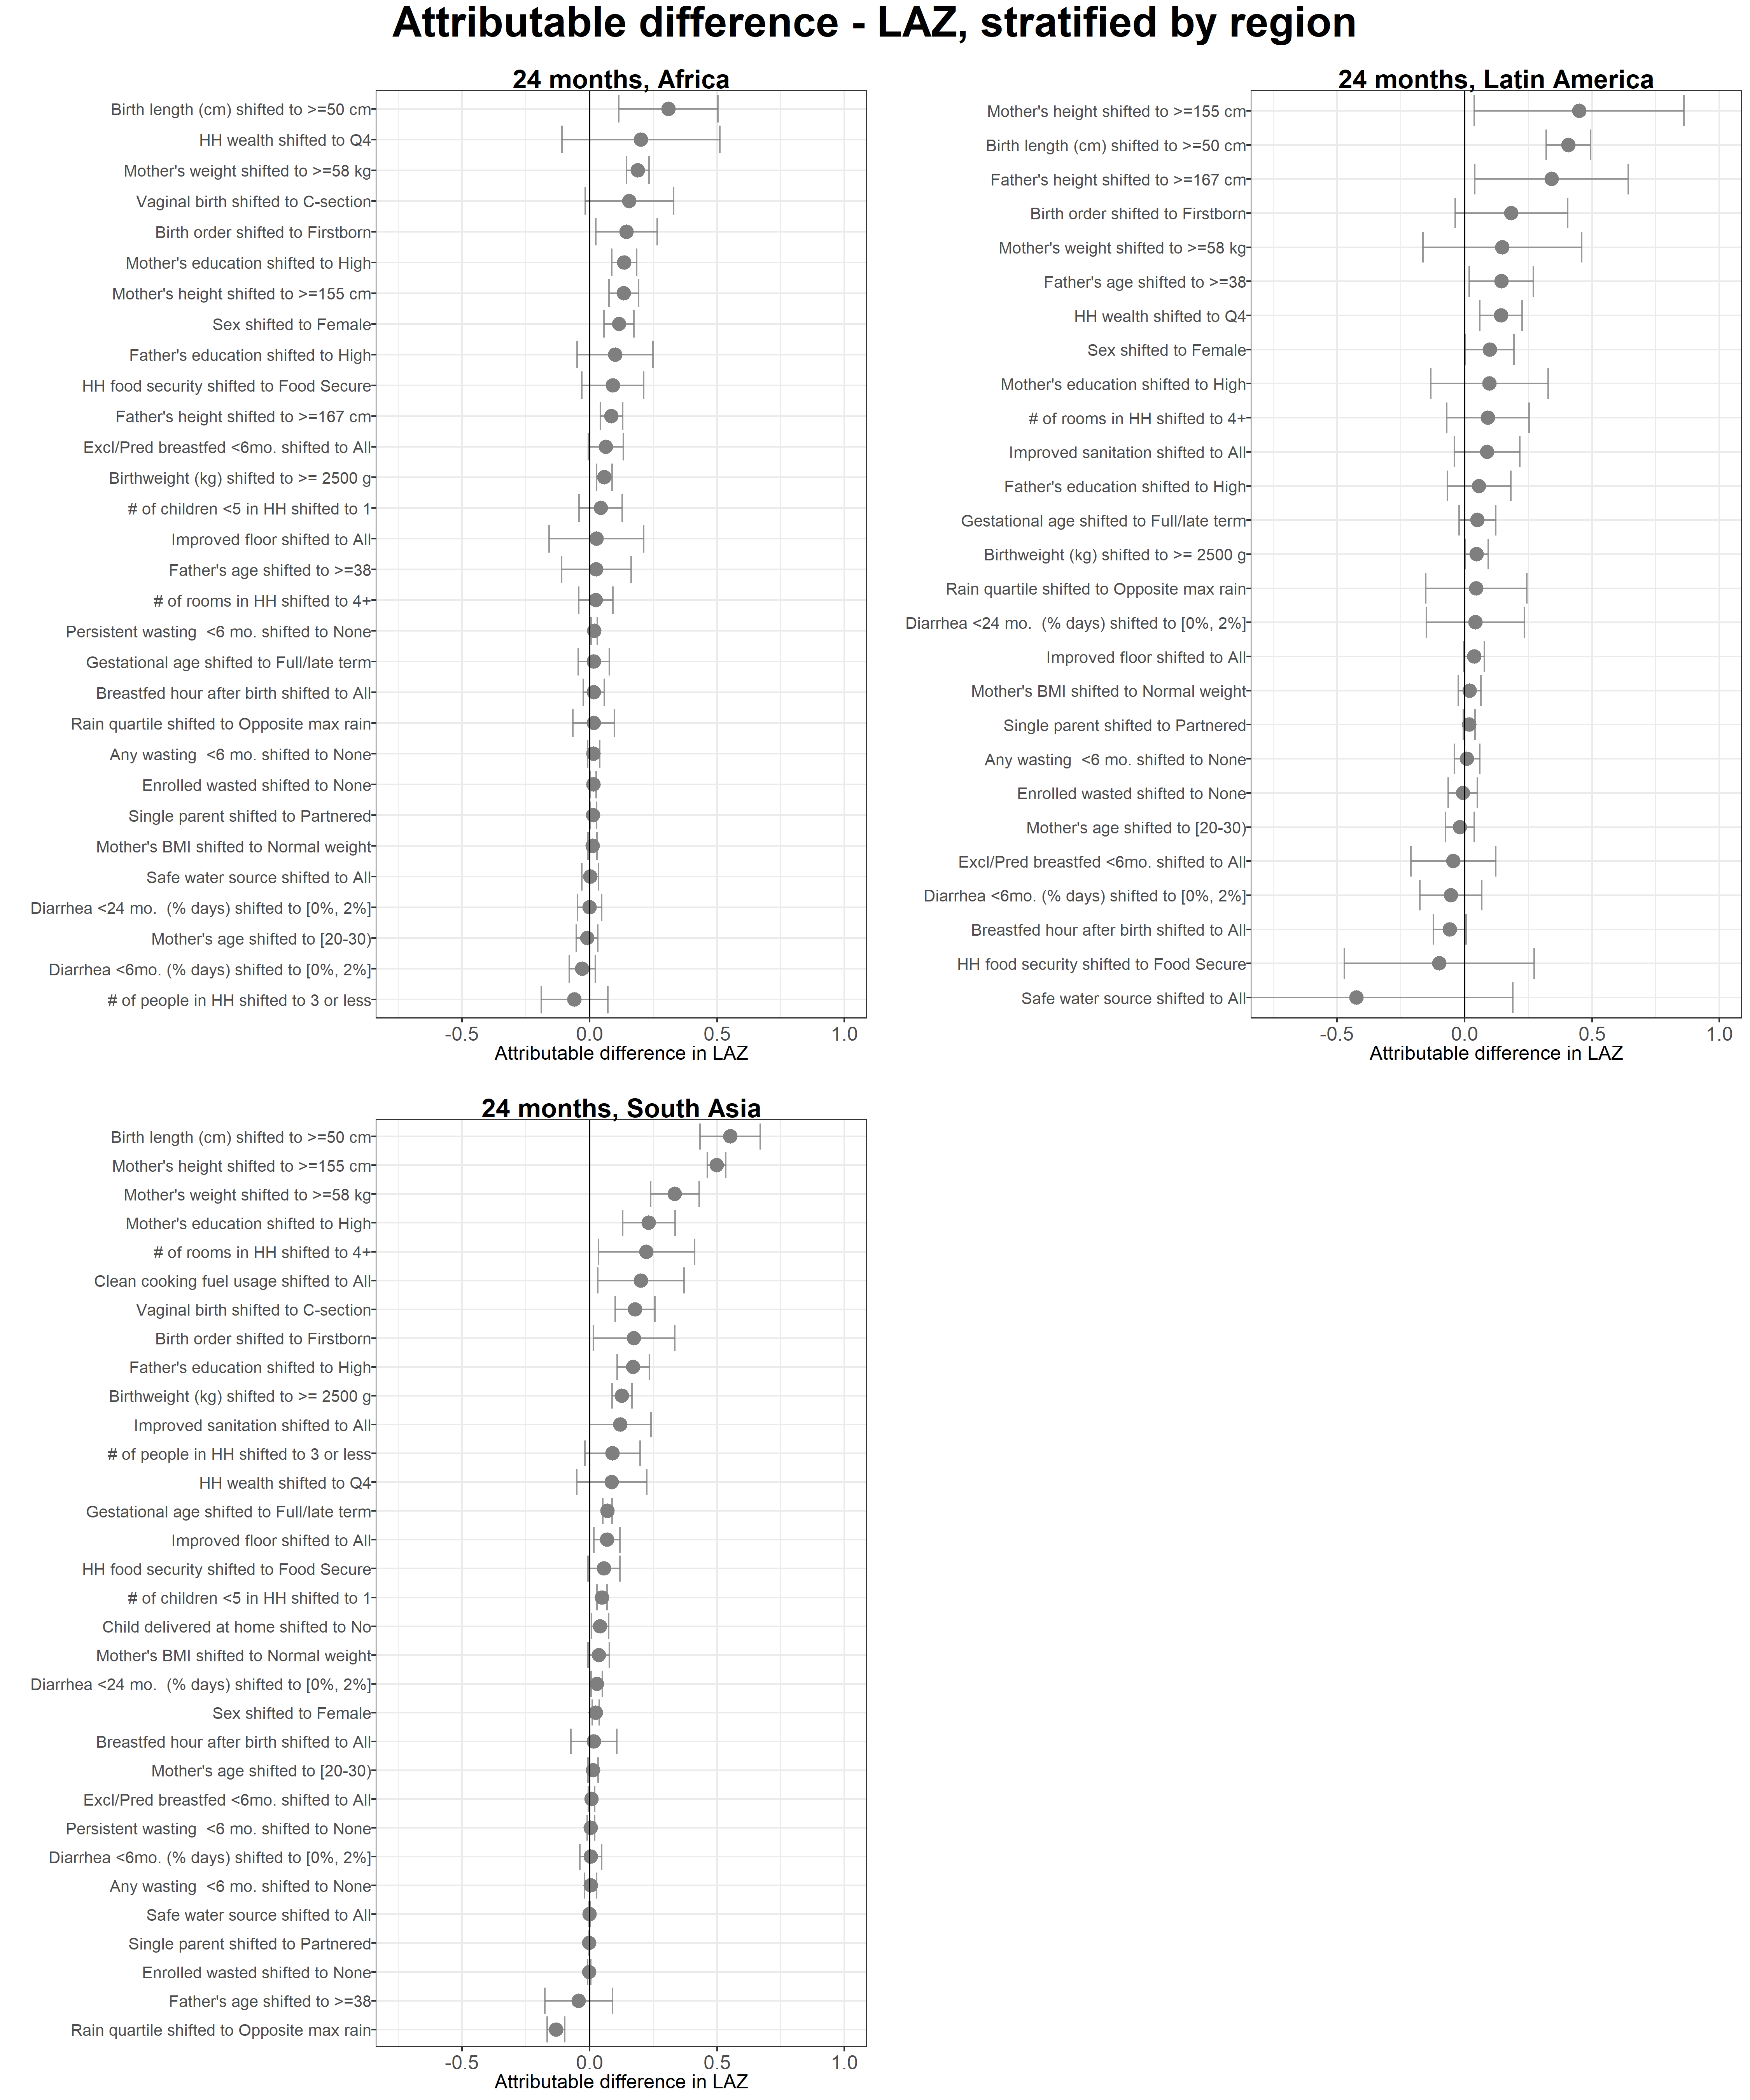 Attributable difference - LAZ, stratified by region
24 months, Africa
Birth length (cm) shifted to >=50 cm
HH wealth shifted to Q4
Mother's weight shifted to >=58 kg
Vaginal birth shifted to C-section
Birth order shifted to Firstborn
Mother's education shifted to High
Mother's height shifted to >=155 cm
Sex shifted to Female
Father's education shifted to High
HH food security shifted to Food Secure
Father's height shifted to >=167 cm
Excl/Pred breastfed <6mo. shifted to All
Birthweight (kg) shifted to >= 2500 g
# of children <5 in HH shifted to 1
Improved floor shifted to All
Father's age shifted to >=38
# of rooms in HH shifted to 4+
Persistent wasting  <6 mo. shifted to None
Gestational age shifted to Full/late term
Breastfed hour after birth shifted to All
Rain quartile shifted to Opposite max rain
Any wasting  <6 mo. shifted to None
Enrolled wasted shifted to None
Single parent shifted to Partnered
Mother's BMI shifted to Normal weight
Safe water source shifted to All
Diarrhea <24 mo.  (% days) shifted to [0%, 2%]
Mother's age shifted to [20-30)
Diarrhea <6mo. (% days) shifted to [0%, 2%]
# of people in HH shifted to 3 or less
-0.5 0.0 0.5 1.0
Attributable difference in LAZ
24 months, Latin America
Mother's height shifted to >=155 cm
Birth length (cm) shifted to >=50 cm
Father's height shifted to >=167 cm
Birth order shifted to Firstborn
Mother's weight shifted to >=58 kg
Father's age shifted to >=38
HH wealth shifted to Q4
Sex shifted to Female
Mother's education shifted to High
# of rooms in HH shifted to 4+
Improved sanitation shifted to All
Father's education shifted to High
Gestational age shifted to Full/late term
Birthweight (kg) shifted to >= 2500 g
Rain quartile shifted to Opposite max rain
Diarrhea <24 mo.  (% days) shifted to [0%, 2%]
Improved floor shifted to All
Mother's BMI shifted to Normal weight
Single parent shifted to Partnered
Any wasting  <6 mo. shifted to None
Enrolled wasted shifted to None
Mother's age shifted to [20-30)
Excl/Pred breastfed <6mo. shifted to All
Diarrhea <6mo. (% days) shifted to [0%, 2%]
Breastfed hour after birth shifted to All
HH food security shifted to Food Secure
Safe water source shifted to All
-0.5 0.0 0.5 1.0
Attributable difference in LAZ
24 months, South Asia
Birth length (cm) shifted to >=50 cm
Mother's height shifted to >=155 cm
Mother's weight shifted to >=58 kg
Mother's education shifted to High
# of rooms in HH shifted to 4+
Clean cooking fuel usage shifted to All
Vaginal birth shifted to C-section
Birth order shifted to Firstborn
Father's education shifted to High
Birthweight (kg) shifted to >= 2500 g
Improved sanitation shifted to All
# of people in HH shifted to 3 or less
HH wealth shifted to Q4
Gestational age shifted to Full/late term
Improved floor shifted to All
HH food security shifted to Food Secure
# of children <5 in HH shifted to 1
Child delivered at home shifted to No
Mother's BMI shifted to Normal weight
Diarrhea <24 mo.  (% days) shifted to [0%, 2%]
Sex shifted to Female
Breastfed hour after birth shifted to All
Mother's age shifted to [20-30)
Excl/Pred breastfed <6mo. shifted to All
Persistent wasting  <6 mo. shifted to None
Diarrhea <6mo. (% days) shifted to [0%, 2%]
Any wasting  <6 mo. shifted to None
Safe water source shifted to All
Single parent shifted to Partnered
Enrolled wasted shifted to None
Father's age shifted to >=38
Rain quartile shifted to Opposite max rain
-0.5 0.0 0.5 1.0
Attributable difference in LAZ